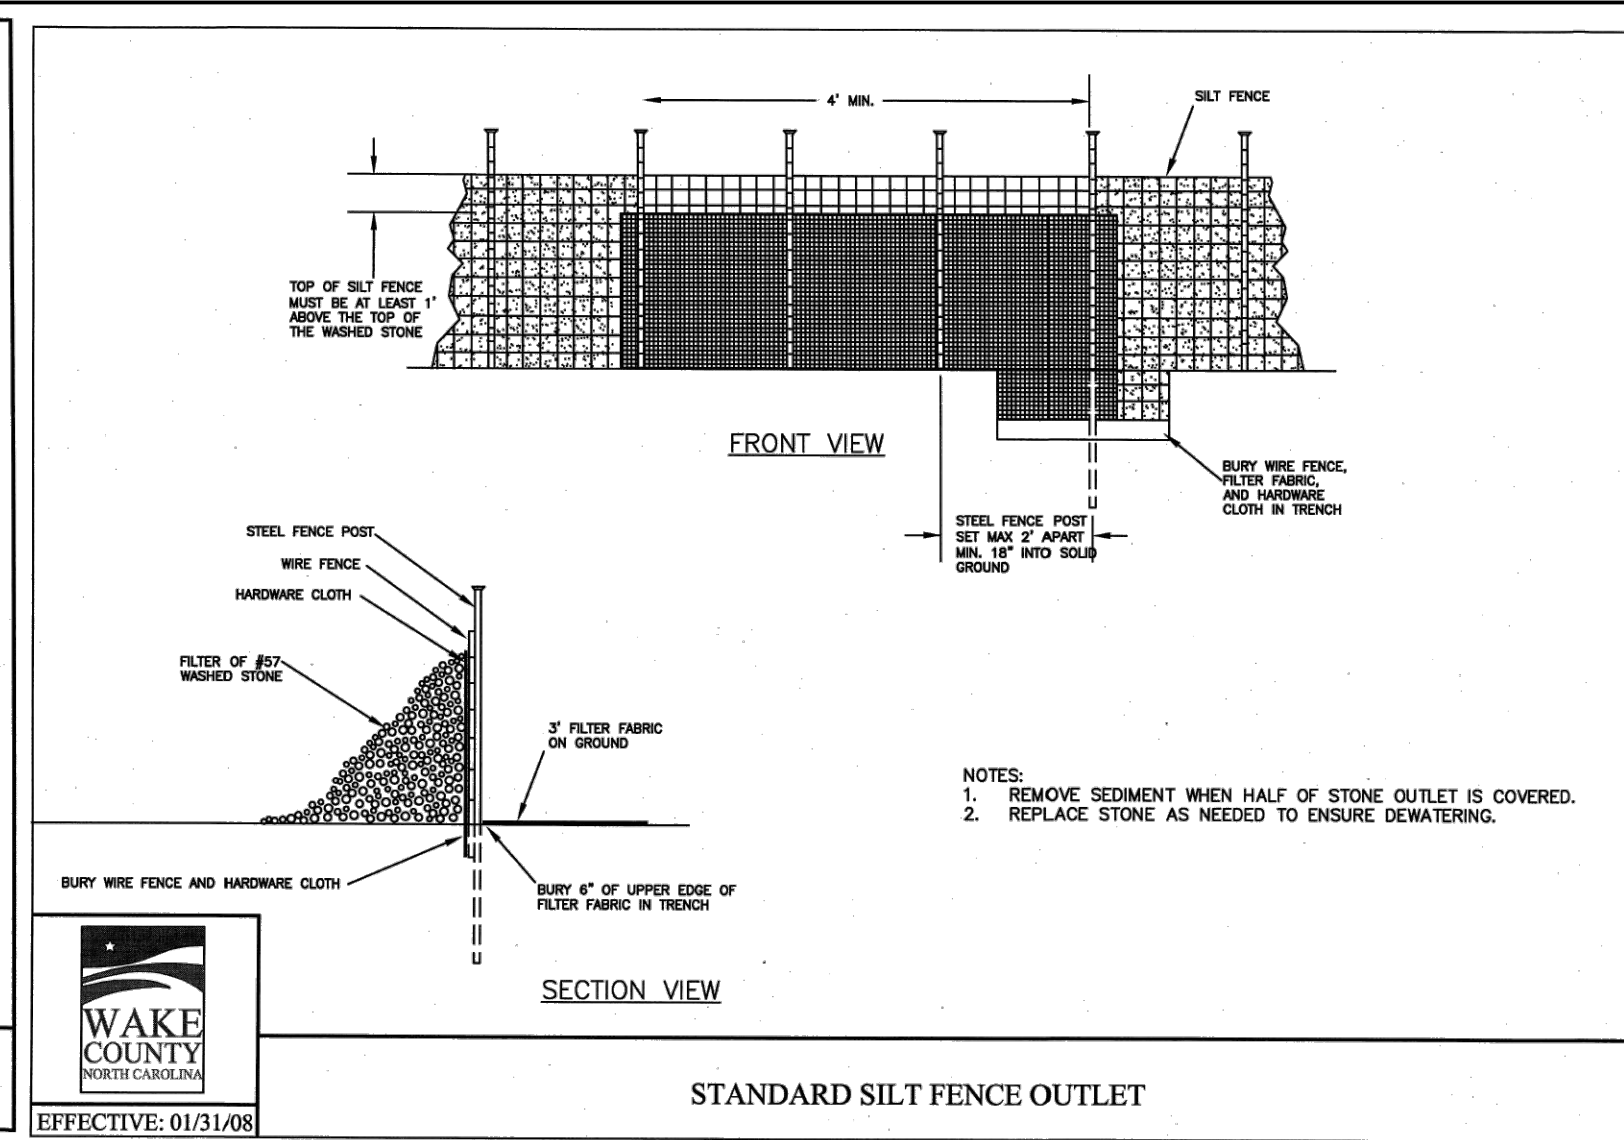 4' MIN.
SILT FENCE
TOP OF SILT FENCE
MUST BE AT LEAST 1'
ABOVE THE TOP OF
THE WASHED STONE
FRONT VIEW
BURY WIRE FENCE,
FILTER FABRIC,
AND HARDWARE
CLOTH IN TRENCH
STEEL FENCE POST
SET MAX 2' APART
MIN. 18" INTO SOLID
GROUND
STEEL FENCE POST
WIRE FENCE
HARDWARE CLOTH
FILTER OF #57
WASHED STONE
3' FILTER FABRIC
ON GROUND
NOTES:
1. REMOVE SEDIMENT WHEN HALF OF STONE OUTLET IS COVERED.
2. REPLACE STONE AS NEEDED TO ENSURE DEWATERING.
BURY WIRE FENCE AND HARDWARE CLOTH
BURY 6" OF UPPER EDGE OF
FILTER FABRIC IN TRENCH
SECTION VIEW
WAKE
COUNTY
NORTH CAROLINA
EFFECTIVE: 01/31/08
STANDARD SILT FENCE OUTLET